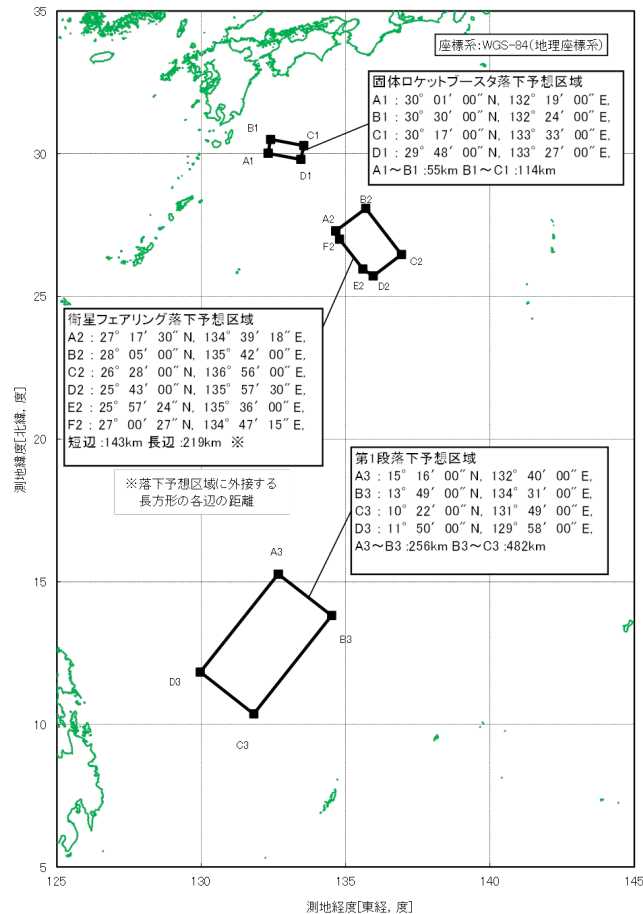 座標系:WGS-84(地理座標系)
固体ロケットブースタ落下予想区域
A1 : 30° 01′ 00″ N, 132° 19′ 00″ E,
B1 : 30° 30′ 00″ N, 132° 24′ 00″ E,
C1 : 30° 17′ 00″ N, 133° 33′ 00″ E,
D1 : 29° 48′ 00″ N, 133° 27′ 00″ E,
A1~B1 :55km B1~C1 :114km
B1
C1
A1
D1
B2
A2
F2
C2
E2
D2
衛星フェアリング落下予想区域
A2 : 27° 17′ 30″ N, 134° 39′ 18″ E,
B2 : 28° 05′ 00″ N, 135° 42′ 00″ E,
C2 : 26° 28′ 00″ N, 136° 56′ 00″ E,
D2 : 25° 43′ 00″ N, 135° 57′ 30″ E,
E2 : 25° 57′ 24″ N, 135° 36′ 00″ E,
F2 : 27° 00′ 27″ N, 134° 47′ 15″ E,
短辺 :143km 長辺 :219km ※
※落下予想区域に外接する
長方形の各辺の距離
第1段落下予想区域
A3 : 15° 16′ 00″ N, 132° 40′ 00″ E,
B3 : 13° 49′ 00″ N, 134° 31′ 00″ E,
C3 : 10° 22′ 00″ N, 131° 49′ 00″ E,
D3 : 11° 50′ 00″ N, 129° 58′ 00″ E,
A3~B3 :256km B3~C3 :482km
A3
B3
D3
C3
35
30
25
20
15
10
5
125
130
135
140
145
測地緯度[北緯, 度]
測地経度[東経, 度]